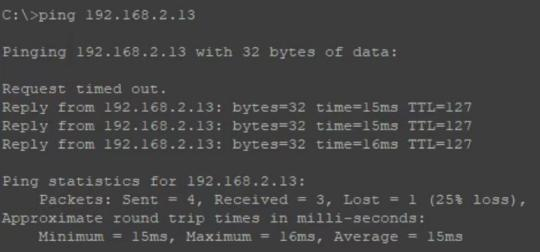 C:\>ping 192.168.2.13
Pinging 192.168.2.13 with 32 bytes of data:
Request timed out.
Reply from 192.168.2.13: bytes=32 time=15ms TTL=127
Reply from 192.168.2.13: bytes=32 time=15ms TTL=127
Reply from 192.168.2.13: bytes=32 time=16ms TTL=127
Ping statistics for 192.168.2.13:
Packets: Sent = 4, Received = 3, Lost = 1 (25% loss),
Approximate round trip times in milli-seconds:
Minimum = 15ms, Maximum = 16ms, Average = 15ms